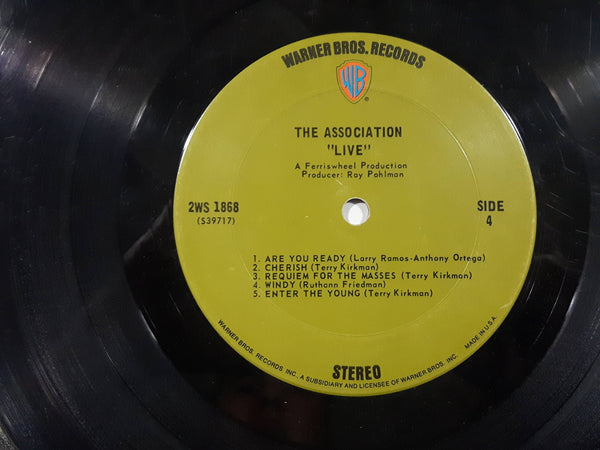 WARNER BROS. RECORDS
WB
®
THE ASSOCIATION
"LIVE"
A Ferriswheel Production
Producer: Ray Pohlman
2WS 1868
(S39717)
SIDE
4
1. ARE YOU READY (Larry Ramos-Anthony Ortega)
2. CHERISH (Terry Kirkman)
3. REQUIEM FOR THE MASSES (Terry Kirkman)
4. WINDY (Ruthann Friedman)
5. ENTER THE YOUNG (Terry Kirkman)
STEREO
WARNER BROS. RECORDS INC., A SUBSIDIARY AND LICENSEE OF WARNER BROS. INC.
MADE IN U.S.A.